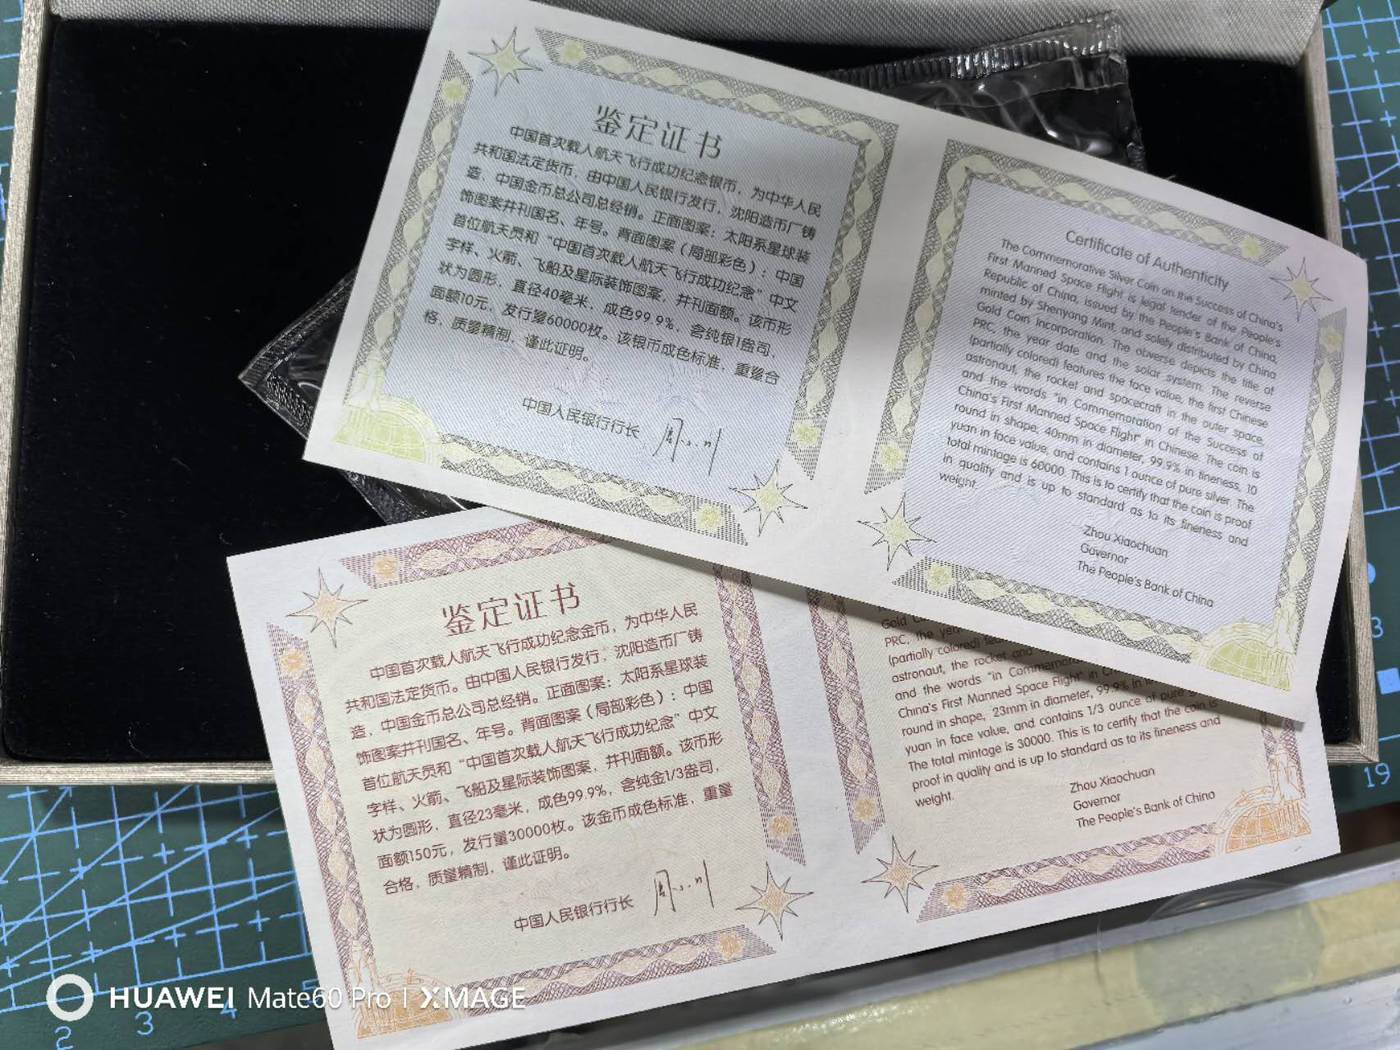 鉴定证书
中国首次载人航天飞行成功纪念银币，为中华人民
共和国法定货币，由中国人民银行发行，沈阳造币厂铸
造，中国金币总公司总经销。正面图案：太阳系星球装
饰图案并刊国名、年号。背面图案（局部彩色）：中国
首位航天员和“中国首次载人航天飞行成功纪念”中文
字样、火箭、飞船及星际装饰图案，并刊面额。该币形
状为圆形，直径40毫米，成色99.9%，含纯银1盎司，
面额10元，发行量60000枚。该银币成色标准，重量合
格，质量精制，谨此证明。
中国人民银行行长
Certificate of Authenticity
The Commemorative Silver Coin on the Success of China's
First Manned Space Flight is legal tender of the People's
Republic of China, issued by the People's Bank of China,
minted by Shenyang Mint, and solely distributed by China
Gold Coin Incorporation. The obverse depicts the title of
PRC, the year date and the solar system. The reverse
(partially colored) features the face value, the first Chinese
astronaut, the rocket and spacecraft in the outer space,
and the words "in Commemoration of the Success of
China's First Manned Space Flight" in Chinese. The coin is
round in shape, 40mm in diameter, 99.9% in fineness, 10
yuan in face value, and contains 1 ounce of pure silver. The
total mintage is 60000. This is to certify that the coin is proof
in quality and is up to standard as to its fineness and
weight.
Zhou Xiaochuan
Governor
The People's Bank of China
鉴定证书
中国首次载人航天飞行成功纪念金币，为中华人民
共和国法定货币。由中国人民银行发行，沈阳造币厂铸
造，中国金币总公司总经销。正面图案：太阳系星球装
饰图案并刊国名、年号。背面图案（局部彩色）：中国
首位航天员和“中国首次载人航天飞行成功纪念”中文
字样、火箭、飞船及星际装饰图案，并刊面额。该币形
状为圆形，直径23毫米，成色99.9%，含纯金1/3盎司，
面额150元，发行量30000枚。该金币成色标准，重量
合格，质量精制，谨此证明。
中国人民银行行长
Gold
PRC, the year
(partially colored)
astronaut, the rocket and
and the words "in Commemoration
China's First Manned Space Flight" in
round in shape, 23mm in diameter, 99.9% in
yuan in face value, and contains 1/3 ounce of pure
The total mintage is 30000. This is to certify that the coin is
proof in quality and is up to standard as to its fineness and
weight.
Zhou Xiaochuan
Governor
The People's Bank of China
3
19
2 3 4 5
HUAWEI Mate60 Pro | XMAGE